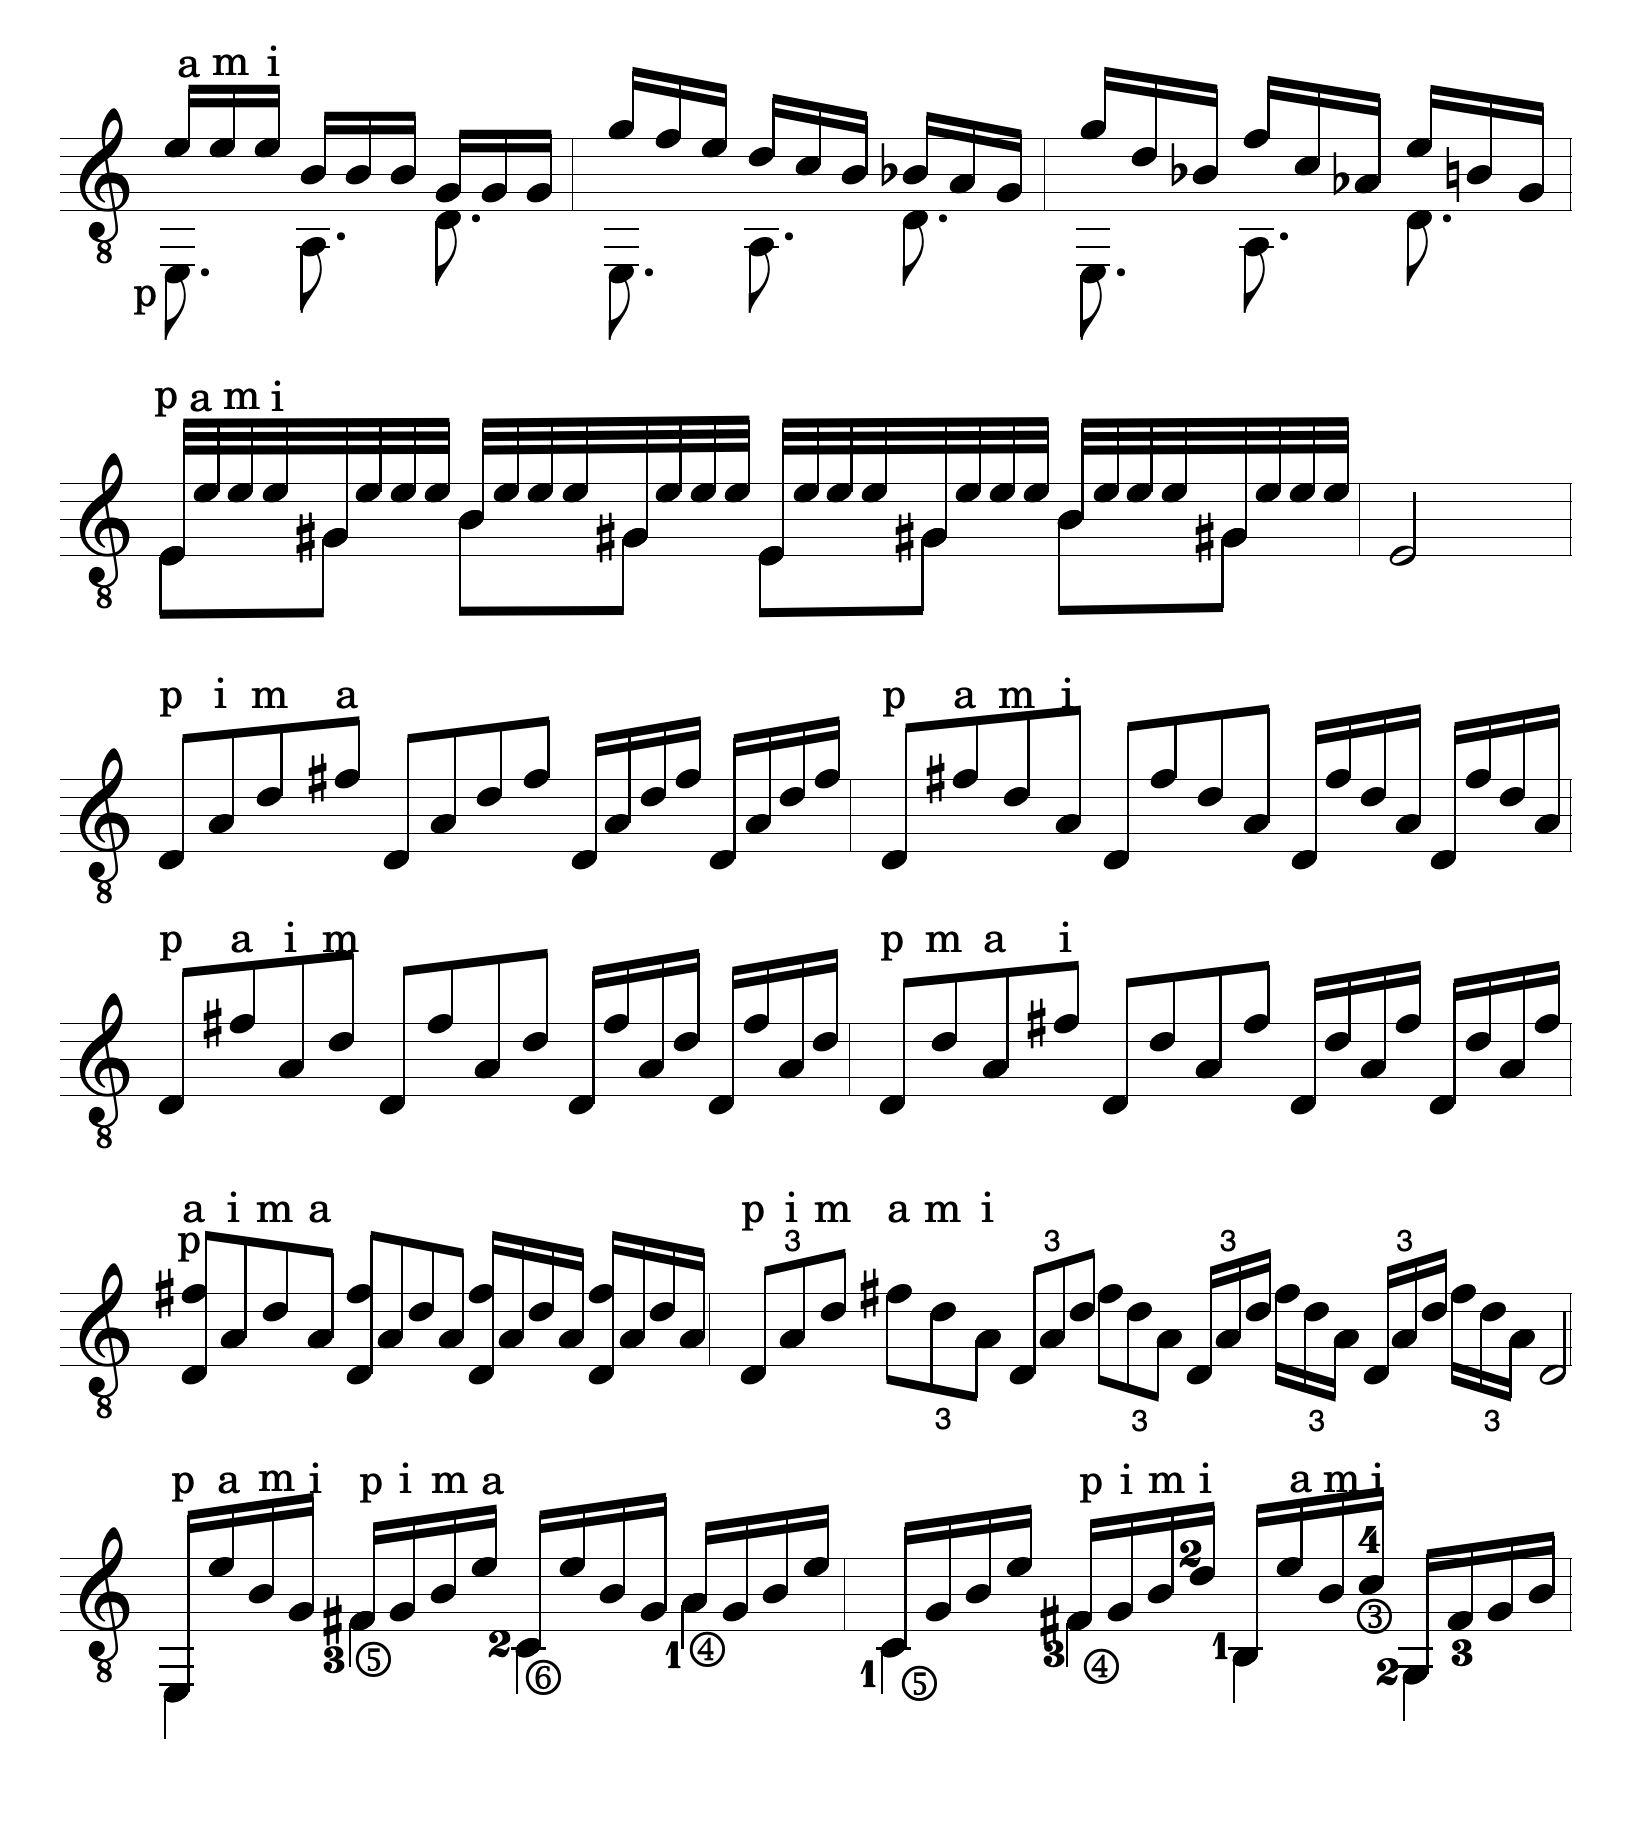 a m i
8
p
p a m i
8
p i m a p a m i
8
p a i m p m a i
8
a i m a p i m a m i
p 3 3 3 3
8
3 3 3 3
p a m i p i m a p i m i a m i
2 4
3 ⑤ 2 ⑥ 1 ④ 1 ⑤ 3 ④ 1 ③ 2 3
8